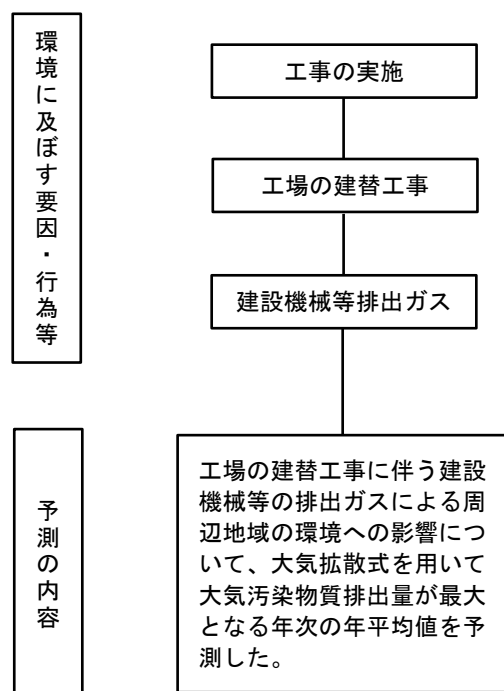 環境に及ぼす要因・行為等
工事の実施
工場の建替工事
建設機械等排出ガス
予測の内容
工場の建替工事に伴う建設
機械等の排出ガスによる周
辺地域の環境への影響につ
いて、大気拡散式を用いて
大気汚染物質排出量が最大
となる年次の年平均値を予
測した。